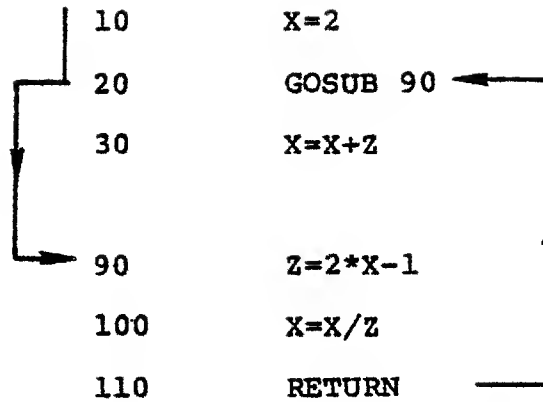 10 X=2
20 GOSUB 90
30 X=X+Z
90 Z=2*X-1
100 X=X/Z
110 RETURN